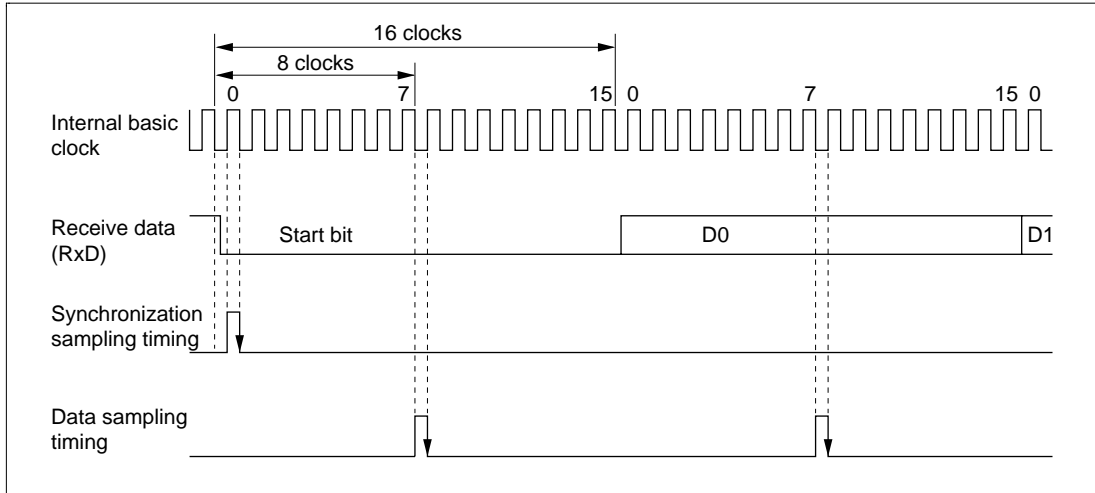 16 clocks
8 clocks
0 7 15 0 7 15 0
Internal basic
clock
Receive data
(RxD)
Start bit D0 D1
Synchronization
sampling timing
Data sampling
timing